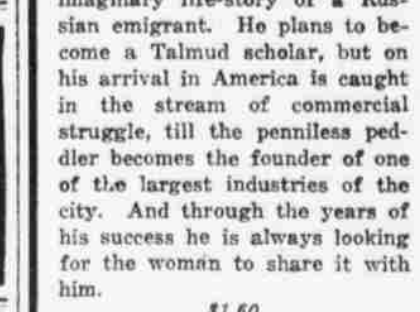 imaginary life-story of a Rus-
sian emigrant. He plans to be-
come a Talmud scholar, but on
his arrival in America is caught
in the stream of commercial
struggle, till the penniless ped-
dler becomes the founder of one
of the largest industries of the
city. And through the years of
his success he is always looking
for the woman to share it with
him.
$1.60